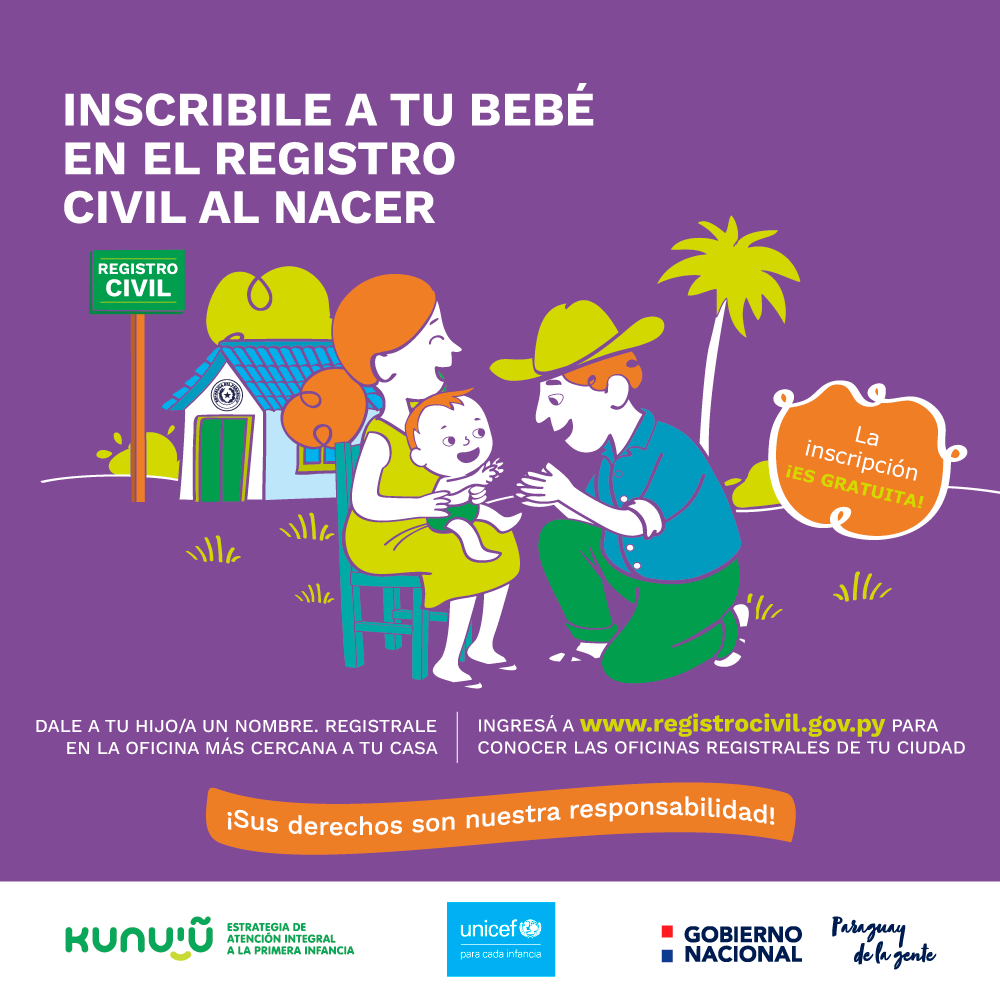 INSCRIBILE A TU BEBÉ
EN EL REGISTRO
CIVIL AL NACER
REGISTRO
CIVIL
La
inscripción
¡ES GRATUITA!
DALE A TU HIJO/A UN NOMBRE. REGISTRALE
EN LA OFICINA MÁS CERCANA A TU CASA
INGRESÁ A www.registrocivil.gov.py PARA
CONOCER LAS OFICINAS REGISTRALES DE TU CIUDAD
¡Sus derechos son nuestra responsabilidad!
KUNU'Ũ
ESTRATEGIA DE
ATENCIÓN INTEGRAL
A LA PRIMERA INFANCIA
unicef
para cada infancia
GOBIERNO
NACIONAL
Paraguay
de la gente